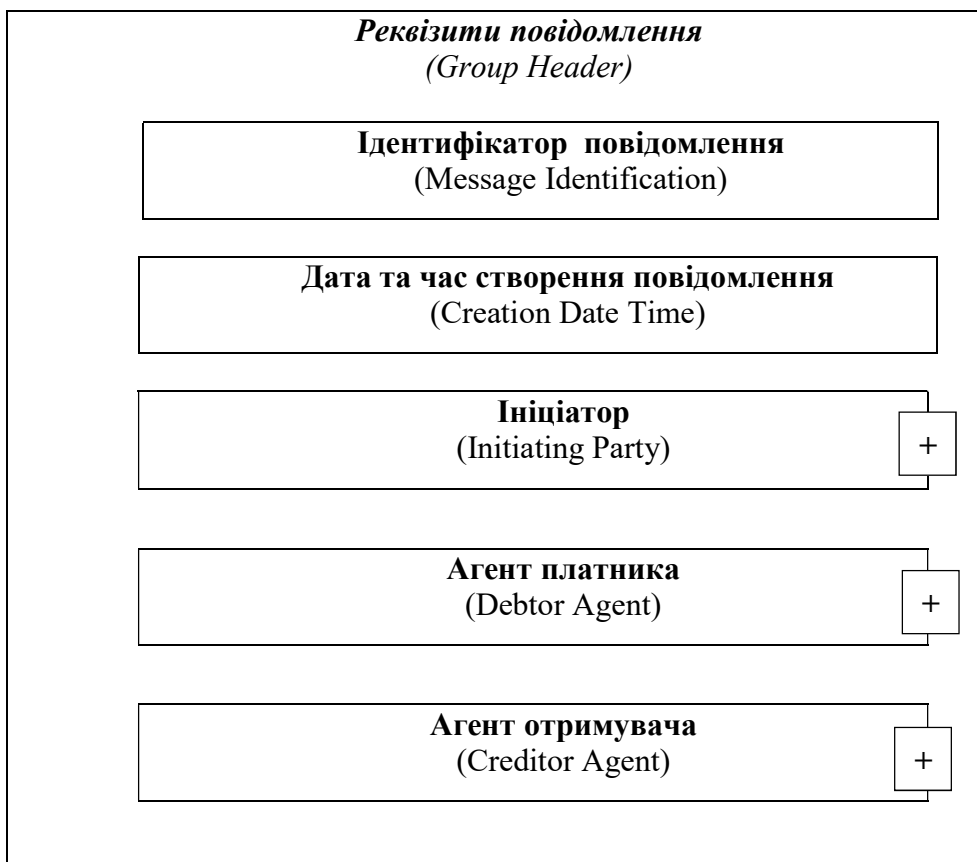 Реквізити повідомлення
(Group Header)
Ідентифікатор повідомлення
(Message Identification)
Дата та час створення повідомлення
(Creation Date Time)
Ініціатор
(Initiating Party)
+
Агент платника
(Debtor Agent)
+
Агент отримувача
(Creditor Agent)
+